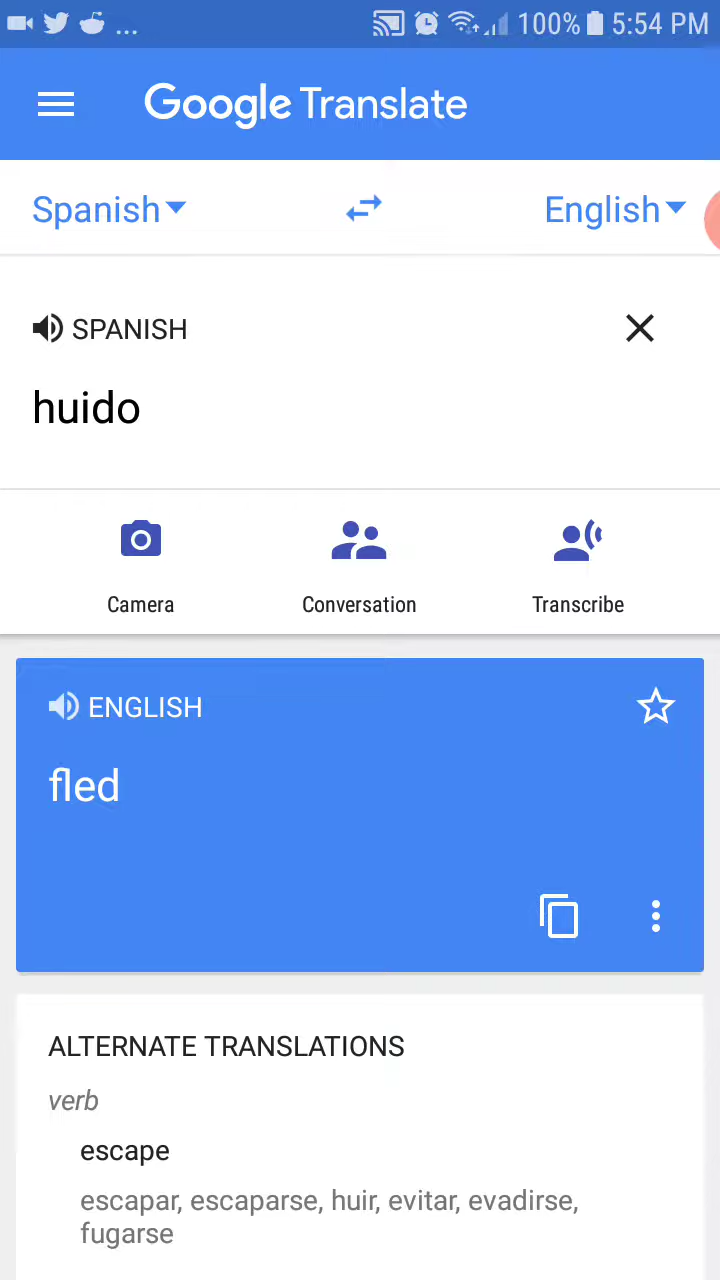 ... 100% 5:54 PM
Google Translate
Spanish English
SPANISH
huido
Camera Conversation Transcribe
ENGLISH
fled
ALTERNATE TRANSLATIONS
verb
escape
escapar, escaparse, huir, evitar, evadirse,
fugarse